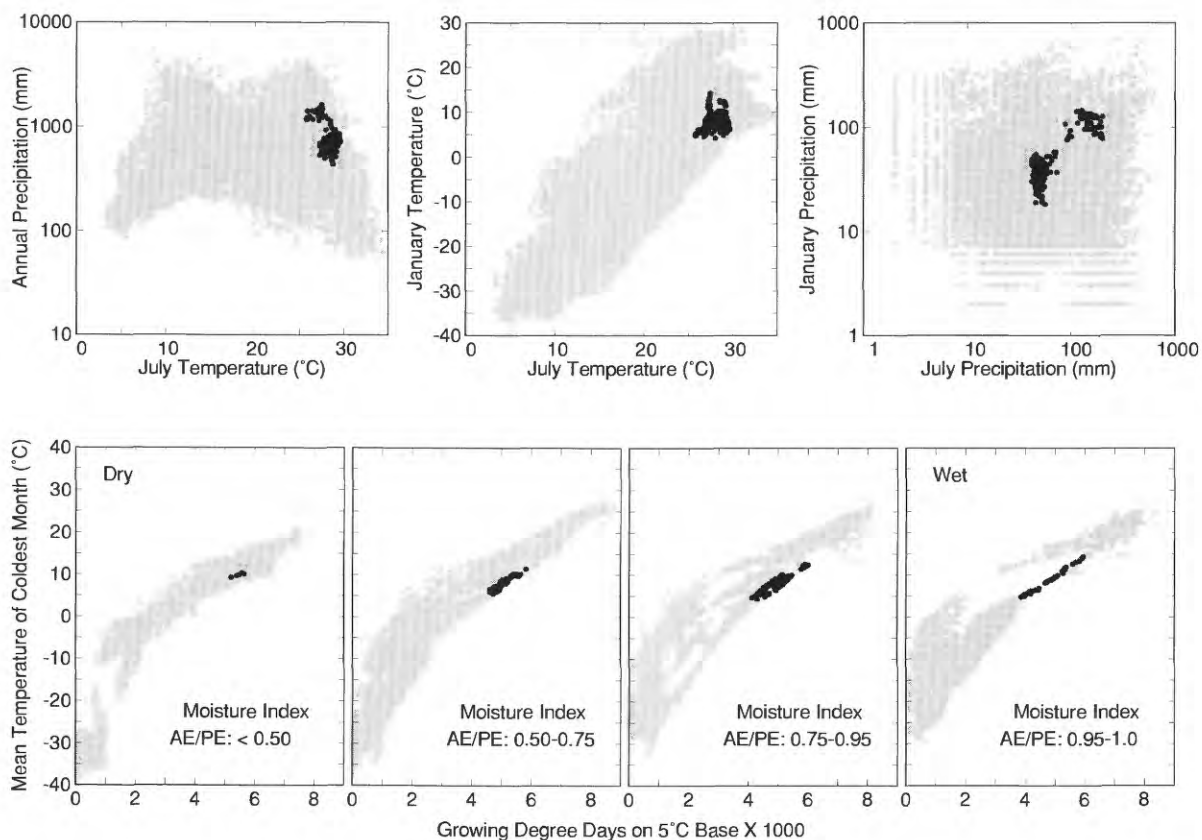 Annual Precipitation (mm)
10000
1000
100
10
0 10 20 30
July Temperature (°C)
January Temperature (°C)
30
20
10
0
-10
-20
-30
-40
0 10 20 30
July Temperature (°C)
January Precipitation (mm)
1000
100
10
1
1 10 100 1000
July Precipitation (mm)
Mean Temperature of Coldest Month (°C)
40
30
20
10
0
-10
-20
-30
-40
Dry
Moisture Index
AE/PE: < 0.50
0 2 4 6 8
Moisture Index
AE/PE: 0.50-0.75
0 2 4 6 8
Moisture Index
AE/PE: 0.75-0.95
0 2 4 6 8
Wet
Moisture Index
AE/PE: 0.95-1.0
0 2 4 6 8
Growing Degree Days on 5°C Base X 1000